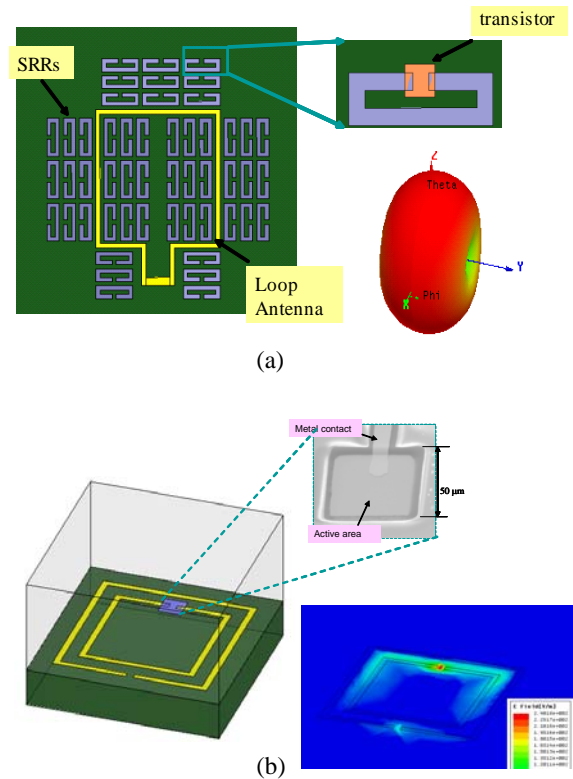 transistor
SRRs
Z
Theta
Y
Phi
X
Loop
Antenna
(a)
Metal contact
50 μm
Active area
(b)